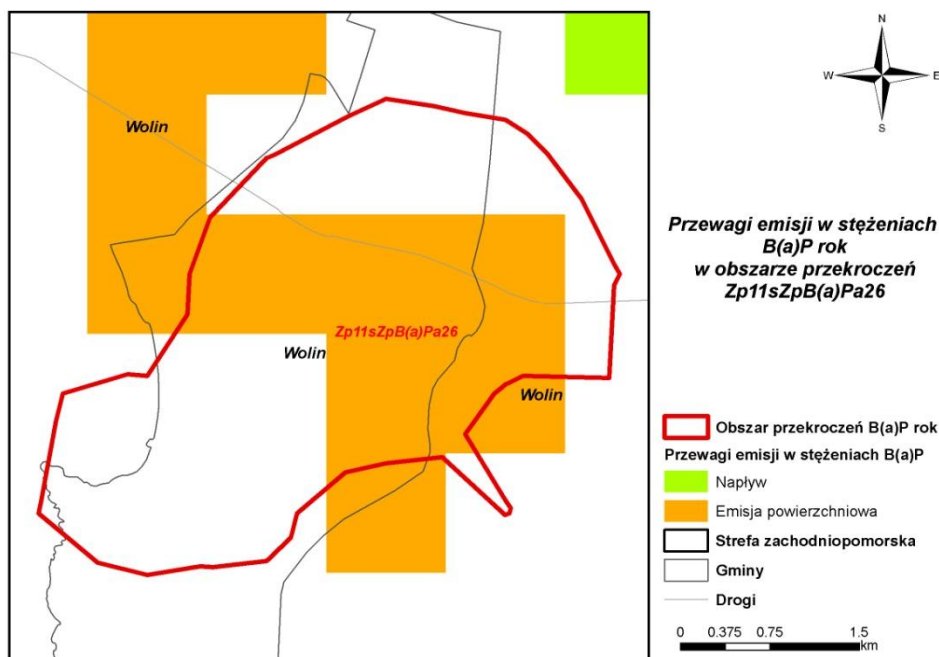 N
W E
S
Wolin
Wolin
Zp11sZpB(a)Pa26
Wolin
Przewagi emisji w stężeniach
B(a)P rok
w obszarze przekroczeń
Zp11sZpB(a)Pa26
Obszar przekroczeń B(a)P rok
Przewagi emisji w stężeniach B(a)P
Napływ
Emisja powierzchniowa
Strefa zachodniopomorska
Gminy
Drogi
0 0.375 0.75 1.5
km